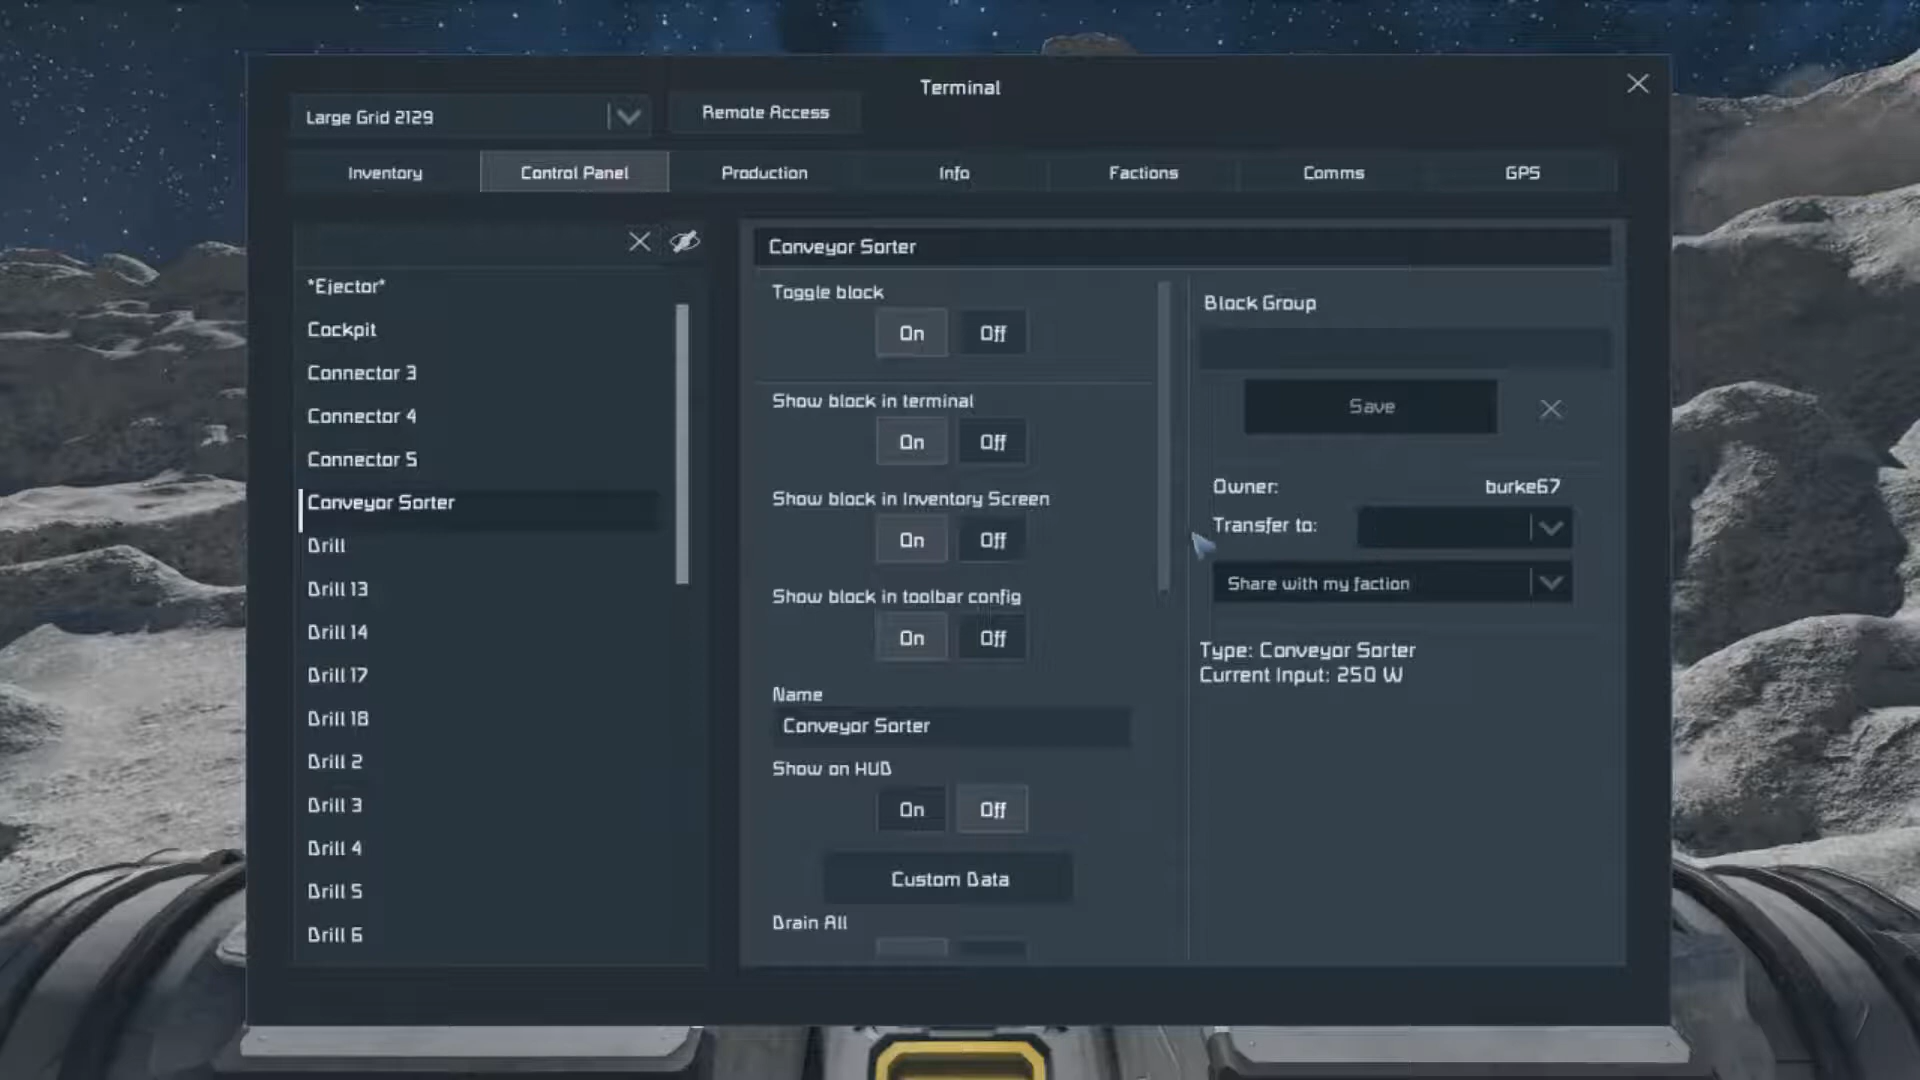 Terminal
Large Grid 2129
Remote Access
Inventory
Control Panel
Production
Info
Factions
Comms
GPS
*Ejector*
Cockpit
Connector 3
Connector 4
Connector 5
Conveyor Sorter
Drill
Drill 13
Drill 14
Drill 17
Drill 18
Drill 2
Drill 3
Drill 4
Drill 5
Drill 6
Conveyor Sorter
Toggle block
On Off
Show block in terminal
On Off
Show block in Inventory Screen
On Off
Show block in toolbar config
On Off
Name
Conveyor Sorter
Show on HUD
On Off
Custom Data
Drain All
Block Group
Save
Owner: burke67
Transfer to:
Share with my faction
Type: Conveyor Sorter
Current Input: 250 W